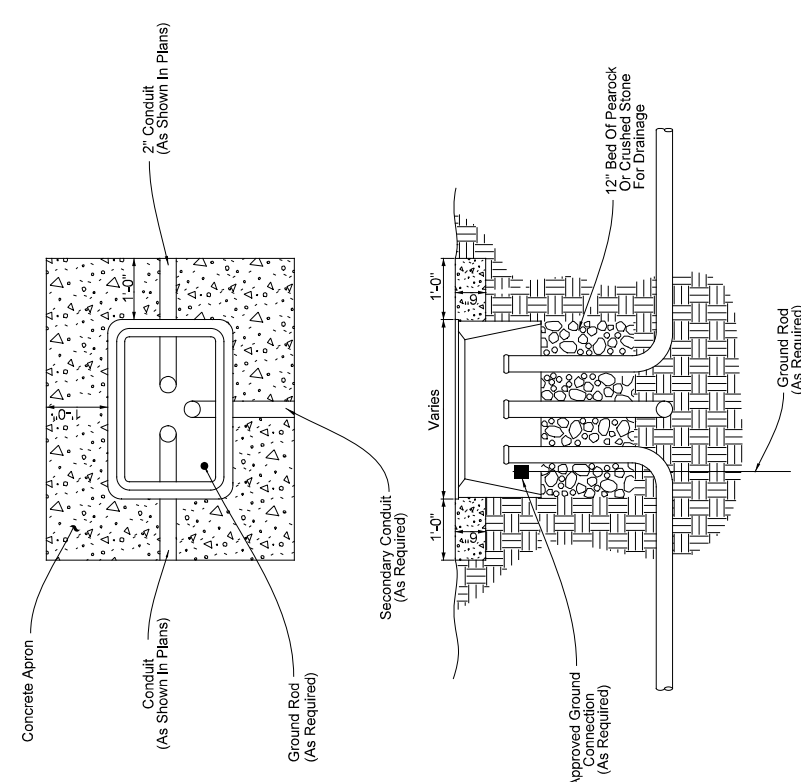 2" Conduit
(As Shown In Plans)
1'-0"
1'-0"
Concrete Apron
Conduit
(As Shown In Plans)
Ground Rod
(As Required)
Secondary Conduit
(As Required)
12" Bed Of Pearock
Or Crushed Stone
For Drainage
1'-0"
6"
Varies
1'-0"
6"
Ground Rod
(As Required)
Approved Ground
Connection
(As Required)